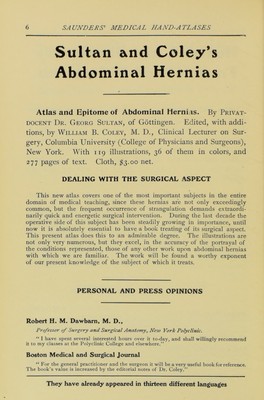 6 SAUNDERS' MEDICAL HAND-ATLASES
Sultan and Coley's
Abdominal Hernias
Atlas and Epitome of Abdominal Hernias. By PRIVAT-
DOCENT DR. GEORG SULTAN, of Göttingen. Edited, with addi-
tions, by WILLIAM B. COLEY, M. D., Clinical Lecturer on Sur-
gery, Columbia University (College of Physicians and Surgeons),
New York. With 119 illustrations, 36 of them in colors, and
277 pages of text. Cloth, $3.00 net.
DEALING WITH THE SURGICAL ASPECT
This new atlas covers one of the most important subjects in the entire
domain of medical teaching, since these hernias are not only exceedingly
common, but the frequent occurrence of strangulation demands extraordi-
narily quick and energetic surgical intervention. During the last decade the
operative side of this subject has been steadily growing in importance, until
now it is absolutely essential to have a book treating of its surgical aspect.
This present atlas does this to an admirable degree. The illustrations are
not only very numerous, but they excel, in the accuracy of the portrayal of
the conditions represented, those of any other work upon abdominal hernias
with which we are familiar. The work will be found a worthy exponent
of our present knowledge of the subject of which it treats.
PERSONAL AND PRESS OPINIONS
Robert H. M. Dawbarn, M. D.,
Professor of Surgery and Surgical Anatomy, New York Polyclinic.
"I have spent several interested hours over it to-day, and shall willingly recommend
it to my classes at the Polyclinic College and elsewhere."
Boston Medical and Surgical Journal
"For the general practitioner and the surgeon it will be a very useful book for reference.
The book's value is increased by the editorial notes of Dr. Coley."
They have already appeared in thirteen different languages